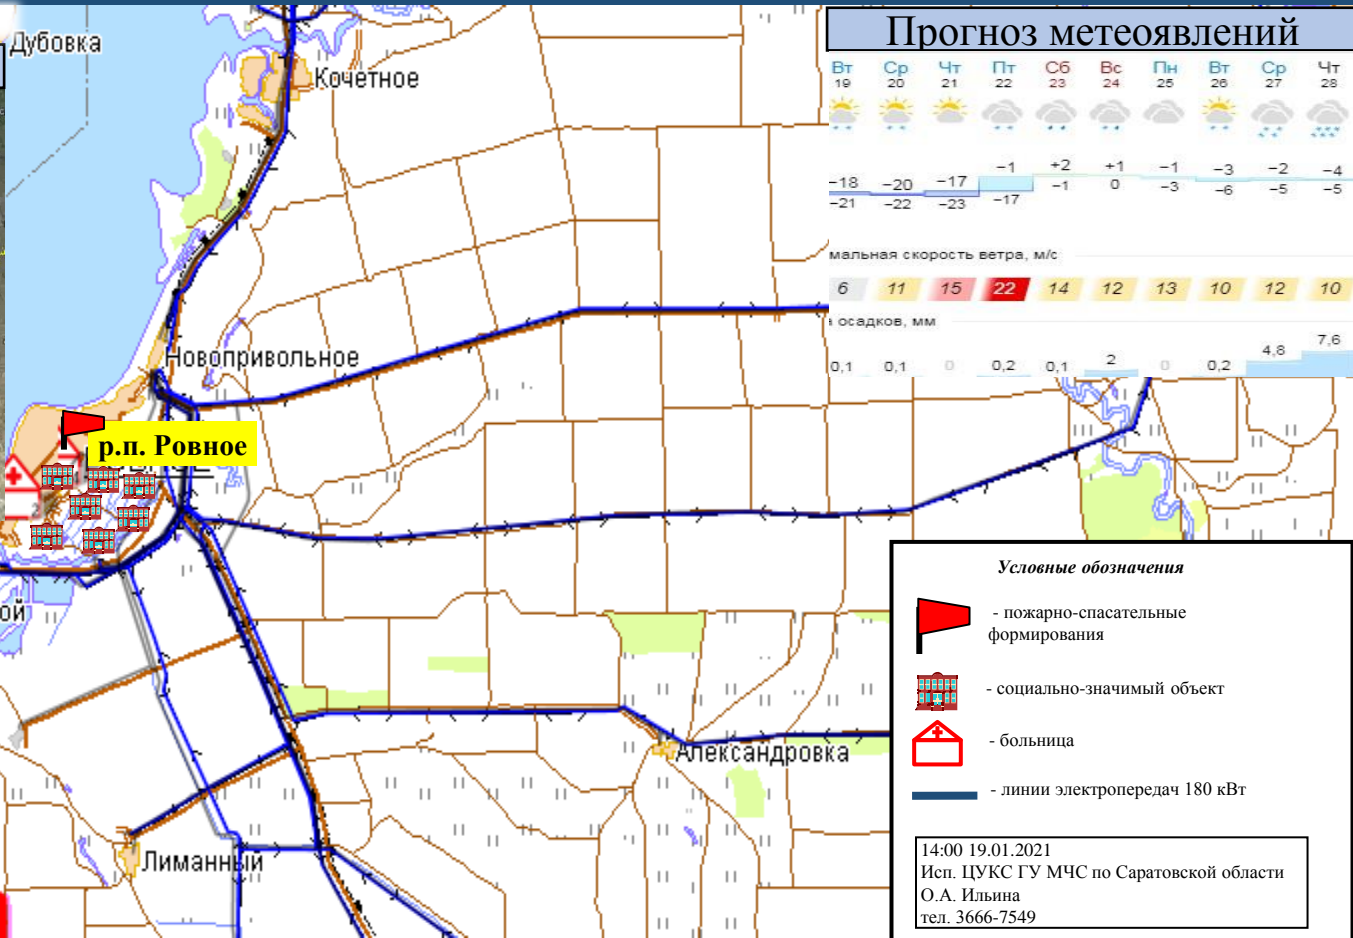 Дубовка
Кочетное
Новопривольное
р.п. Ровное
ой
Александровка
Лиманный
Прогноз метеоявлений
Вт Ср Чт Пт Сб Вс Пн Вт Ср Чт
19 20 21 22 23 24 25 26 27 28
−18 −20 −17 −1 +2 +1 −1 −3 −2 −4
−21 −22 −23 −17 −1 0 −3 −6 −5 −5
мальная скорость ветра, м/с
6 11 15 22 14 12 13 10 12 10
осадков, мм
0,1 0,1 0 0,2 0,1 2 0 0,2 4,8 7,6
Условные обозначения
- пожарно-спасательные
формирования
- социально-значимый объект
- больница
- линии электропередач 180 кВт
14:00 19.01.2021
Исп. ЦУКС ГУ МЧС по Саратовской области
О.А. Ильина
тел. 3666-7549